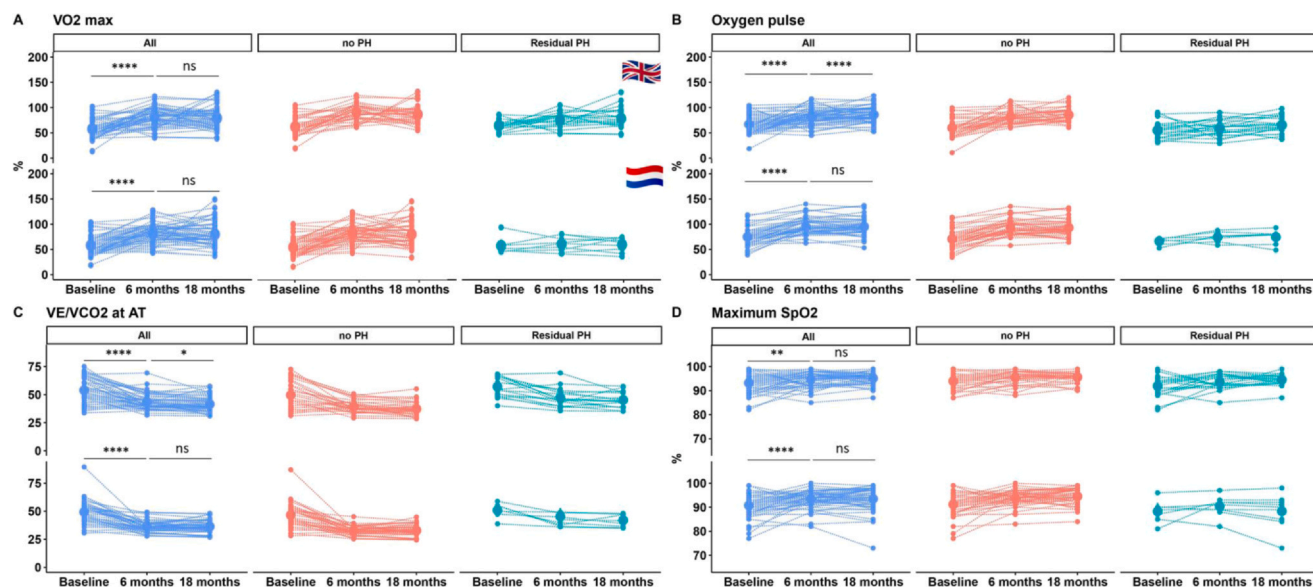 A VO2 max
All no PH Residual PH
200
150 **** ns
100
50
0
%
200
150 **** ns
100
50
0
Baseline 6 months 18 months Baseline 6 months 18 months Baseline 6 months 18 months
B Oxygen pulse
All no PH Residual PH
200
150 **** ****
100
50
0
%
200
150 **** ns
100
50
0
Baseline 6 months 18 months Baseline 6 months 18 months Baseline 6 months 18 months
C VE/VCO2 at AT
All no PH Residual PH
**** *
75
50
25
0
**** ns
75
50
25
0
Baseline 6 months 18 months Baseline 6 months 18 months Baseline 6 months 18 months
D Maximum SpO2
All no PH Residual PH
** ns
100
90
80
70
%
**** ns
100
90
80
70
Baseline 6 months 18 months Baseline 6 months 18 months Baseline 6 months 18 months